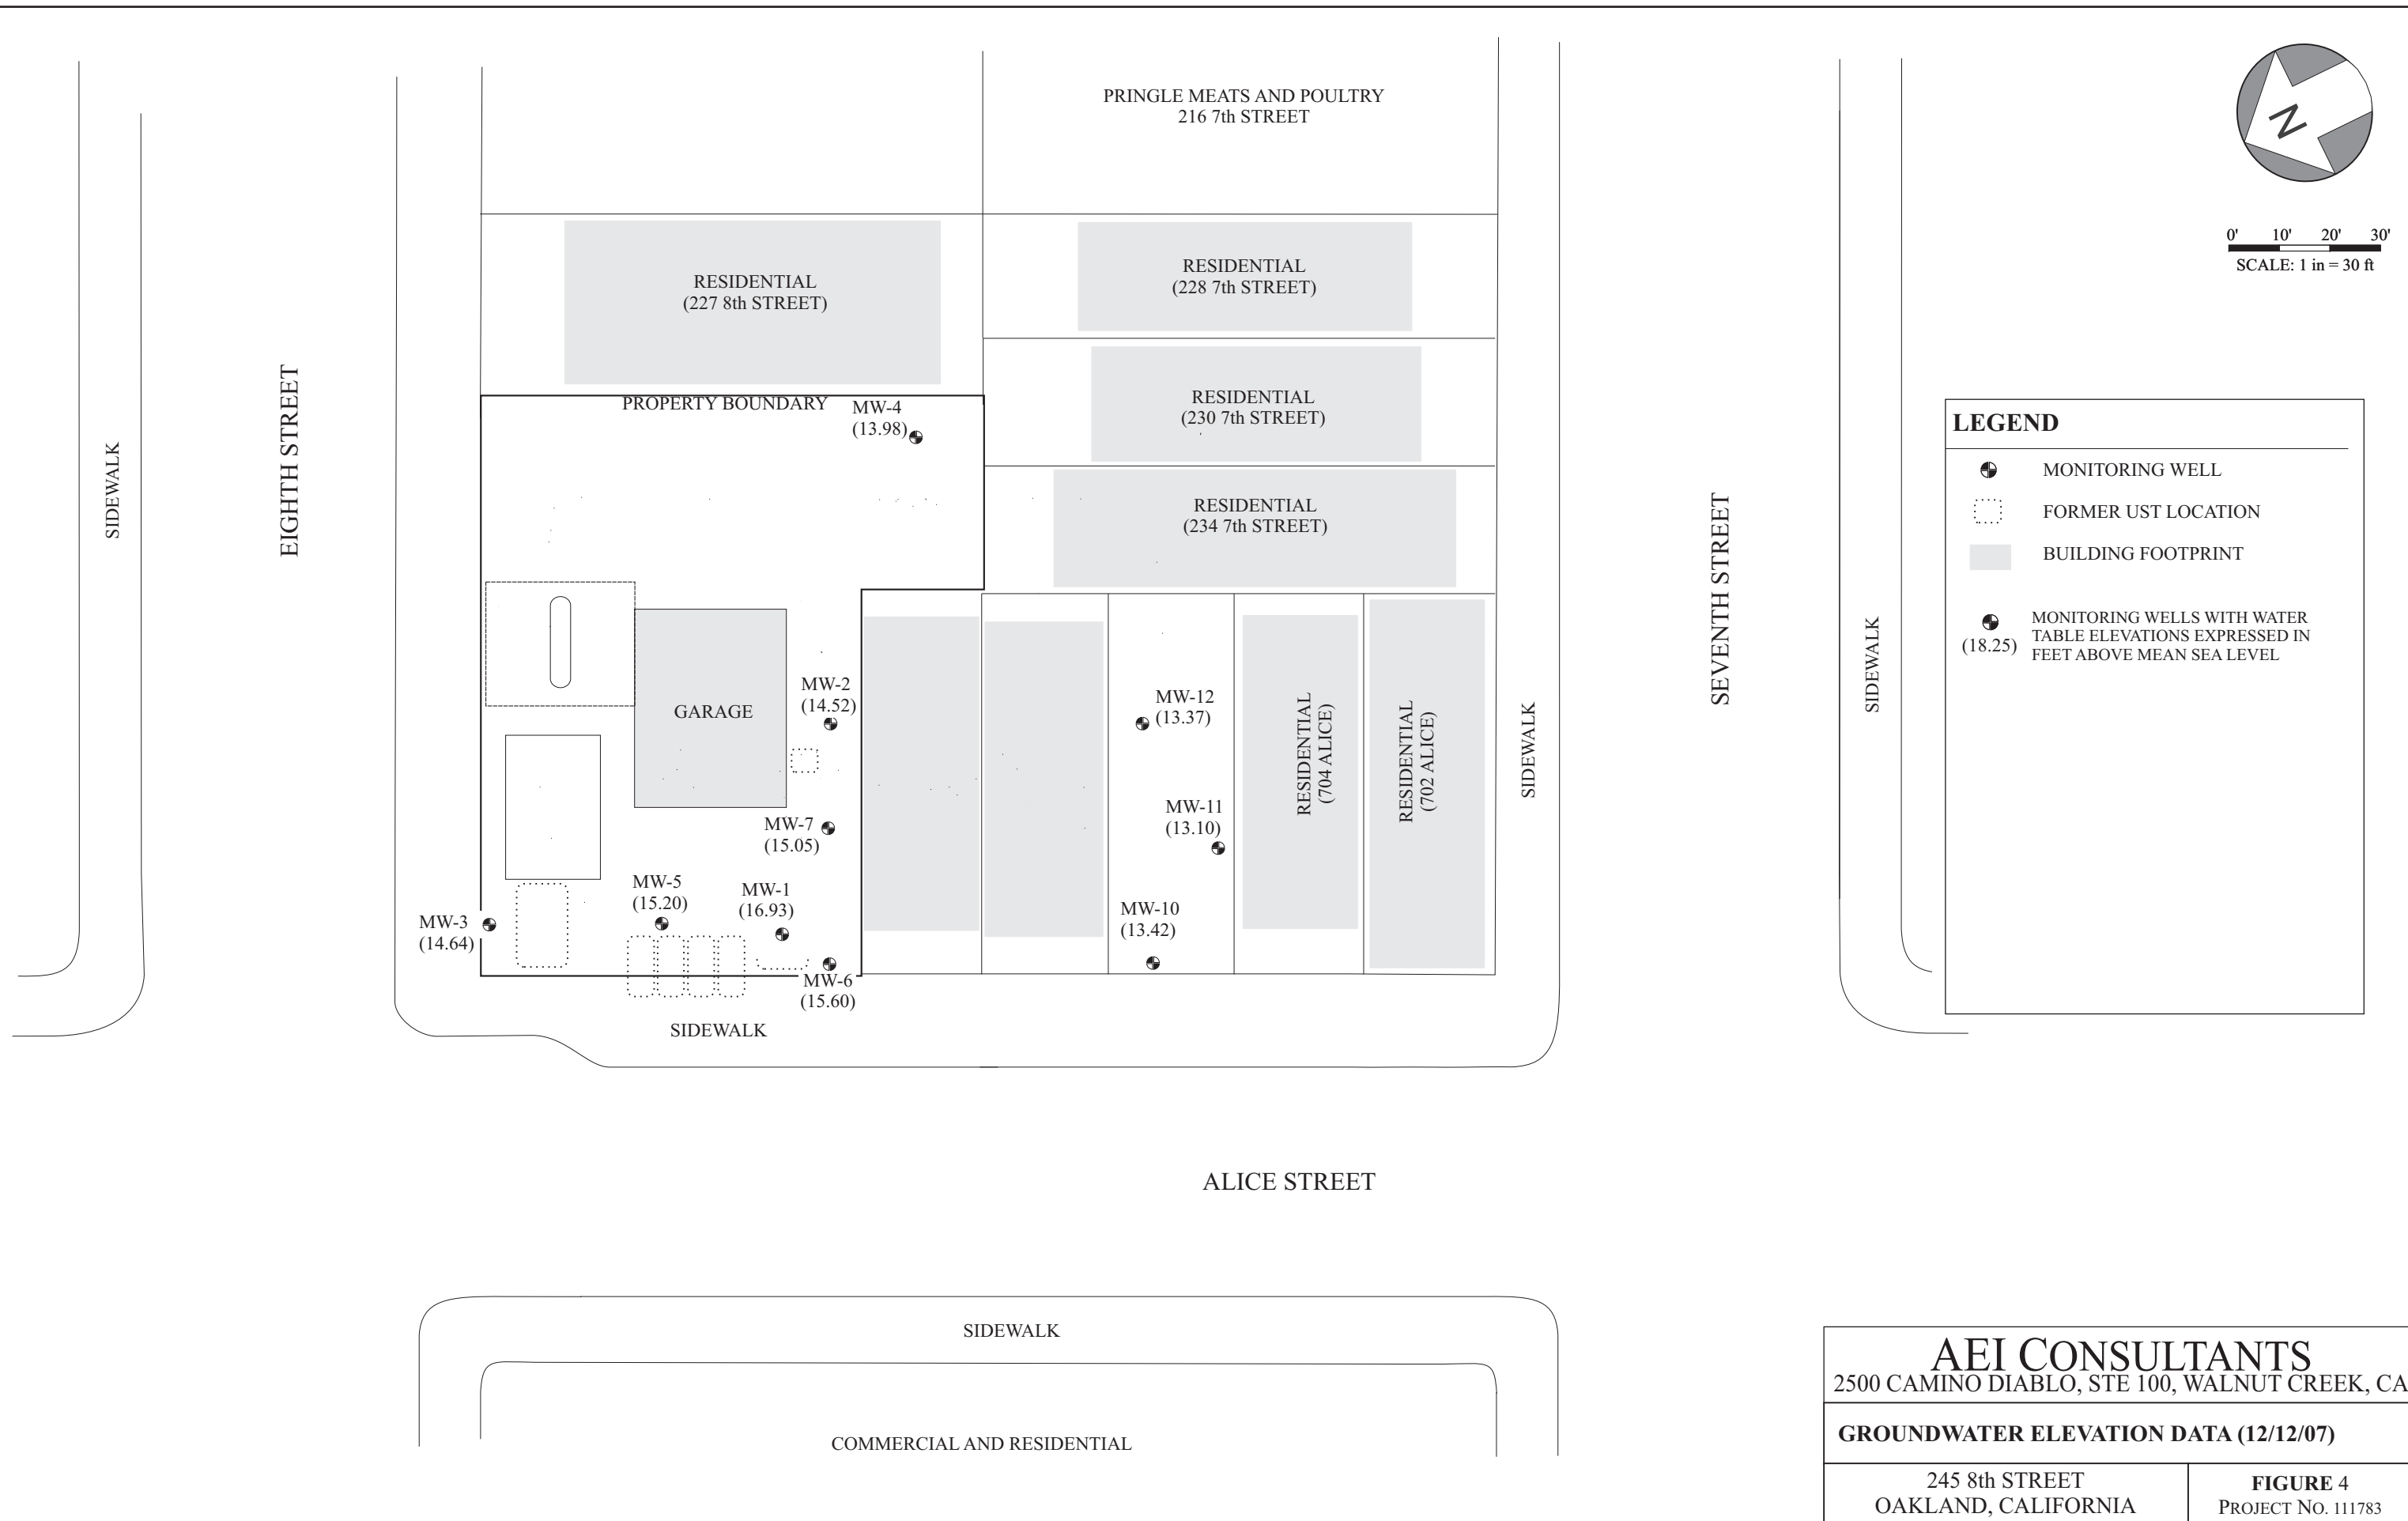 PRINGLE MEATS AND POULTRY
216 7th STREET
N
0' 10' 20' 30'
SCALE: 1 in = 30 ft
RESIDENTIAL
(227 8th STREET)
RESIDENTIAL
(228 7th STREET)
RESIDENTIAL
(230 7th STREET)
RESIDENTIAL
(234 7th STREET)
PROPERTY BOUNDARY
MW-4
(13.98)
SIDEWALK
EIGHTH STREET
GARAGE
MW-2
(14.52)
MW-12
(13.37)
MW-7
(15.05)
MW-11
(13.10)
MW-5
(15.20)
MW-1
(16.93)
MW-3
(14.64)
MW-6
(15.60)
MW-10
(13.42)
RESIDENTIAL
(704 ALICE)
RESIDENTIAL
(702 ALICE)
SIDEWALK
SEVENTH STREET
SIDEWALK
SIDEWALK
LEGEND
MONITORING WELL
FORMER UST LOCATION
BUILDING FOOTPRINT
(18.25)
MONITORING WELLS WITH WATER
TABLE ELEVATIONS EXPRESSED IN
FEET ABOVE MEAN SEA LEVEL
ALICE STREET
SIDEWALK
COMMERCIAL AND RESIDENTIAL
AEI CONSULTANTS
2500 CAMINO DIABLO, STE 100, WALNUT CREEK, CA
GROUNDWATER ELEVATION DATA (12/12/07)
245 8th STREET
OAKLAND, CALIFORNIA
FIGURE 4
PROJECT NO. 111783